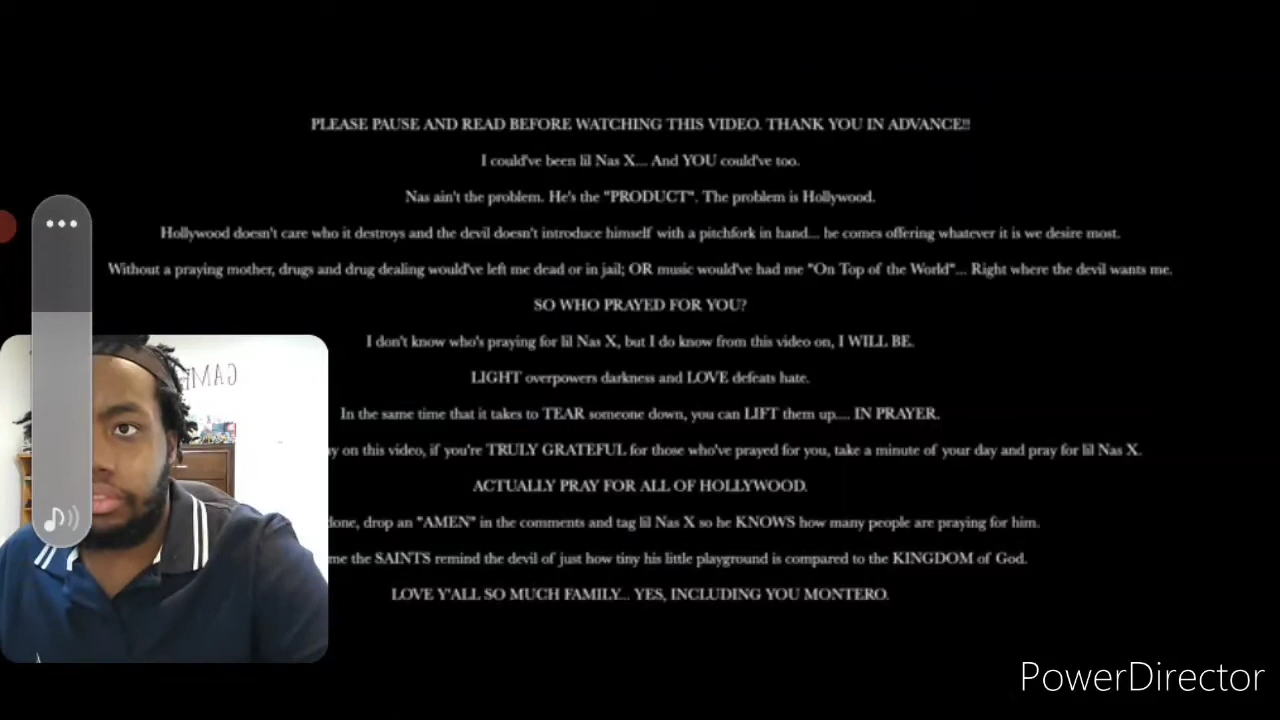 PLEASE PAUSE AND READ BEFORE WATCHING THIS VIDEO. THANK YOU IN ADVANCE!!
I could've been lil Nas X.... And YOU could've too.
Nas ain't the problem. He's the "PRODUCT". The problem is Hollywood.
Hollywood doesn't care who it destroys and the devil doesn't introduce himself with a pitchfork in hand... he comes offering whatever it is we desire most.
Without a praying mother, drugs and drug dealing would've left me dead or in jail; OR music would've had me "On Top of the World"... Right where the devil wants me.
SO WHO PRAYED FOR YOU?
I don't know who's praying for lil Nas X, but I do know from this video on, I WILL BE.
LIGHT overpowers darkness and LOVE defeats hate.
In the same time that it takes to TEAR someone down, you can LIFT them up.... IN PRAYER.
on this video, if you're TRULY GRATEFUL for those who've prayed for you, take a minute of your day and pray for lil Nas X.
ACTUALLY PRAY FOR ALL OF HOLLYWOOD.
done, drop an "AMEN" in the comments and tag lil Nas X so he KNOWS how many people are praying for him.
the SAINTS remind the devil of just how tiny his little playground is compared to the KINGDOM of God.
LOVE Y'ALL SO MUCH FAMILY... YES, INCLUDING YOU MONTERO.
PowerDirector